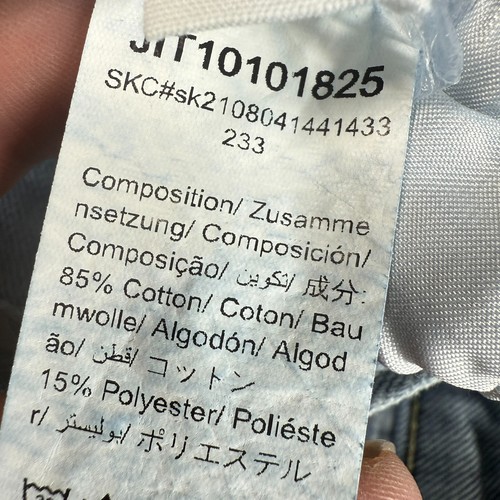 JIT10101825
SKC#sk2108041441433
233
Composition/ Zusamme
nsetzung/ Composición/
Composição/ تكوين/ 成分:
85% Cotton/ Coton/ Bau
mwolle/ Algodón/ Algod
ão/ قطن/ コットン
15% Polyester/ Poliéste
r/ بوليستر/ ポリエステル